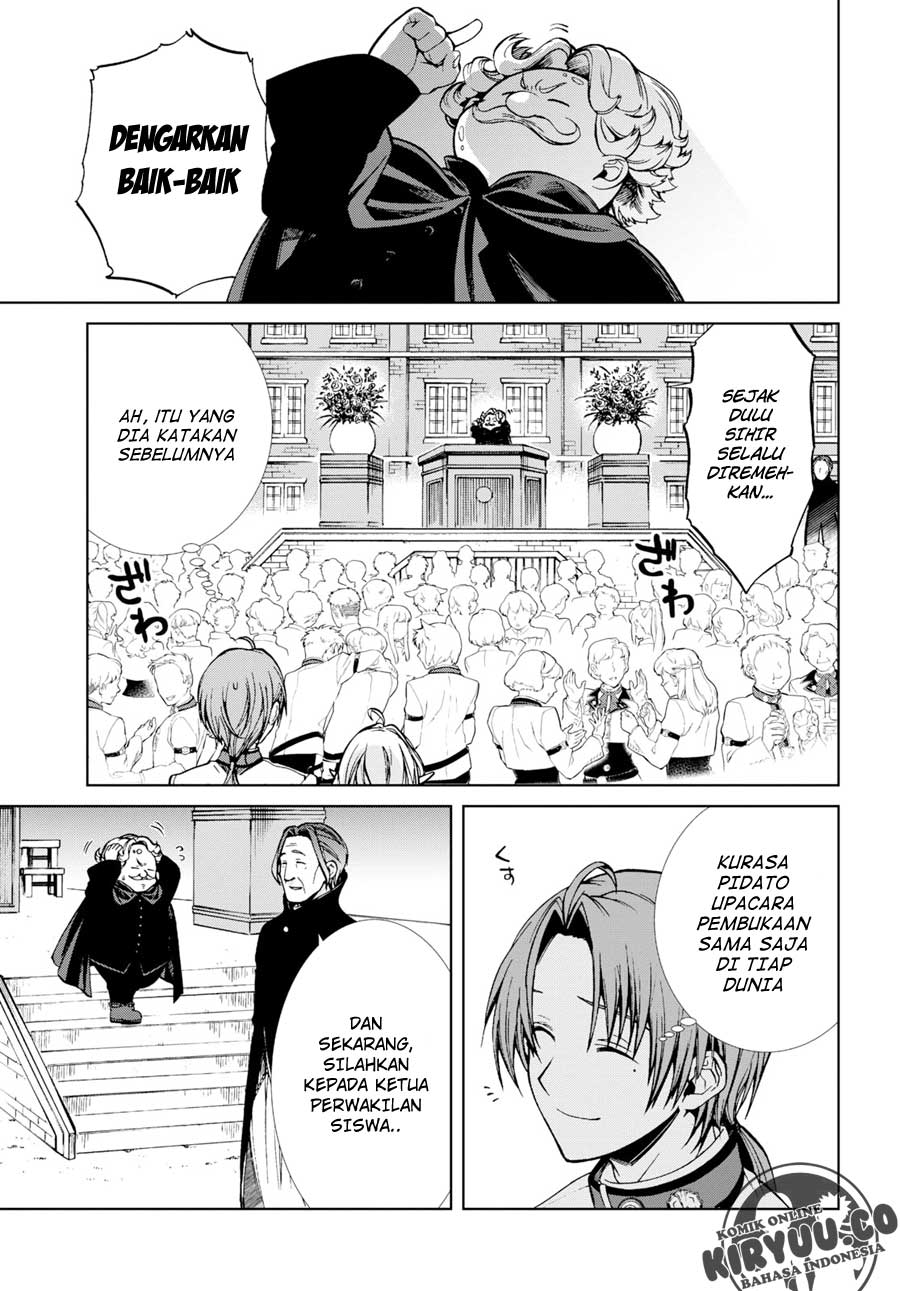 DENGARKAN
BAIK-BAIK
SEJAK
DULU
SIHIR
SELALU
DIREMEH-
KAN...
AH, ITU YANG
DIA KATAKAN
SEBELUMNYA
ざわ
ざわ
KURASA
PIDATO
UPACARA
PEMBUKAAN
SAMA SAJA
DI TIAP
DUNIA
くす
DAN
SEKARANG,
SILAHKAN
KEPADA KETUA
PERWAKILAN
SISWA..
KOMIK ONLINE
KIRYUU.CO
BAHASA INDONESIA